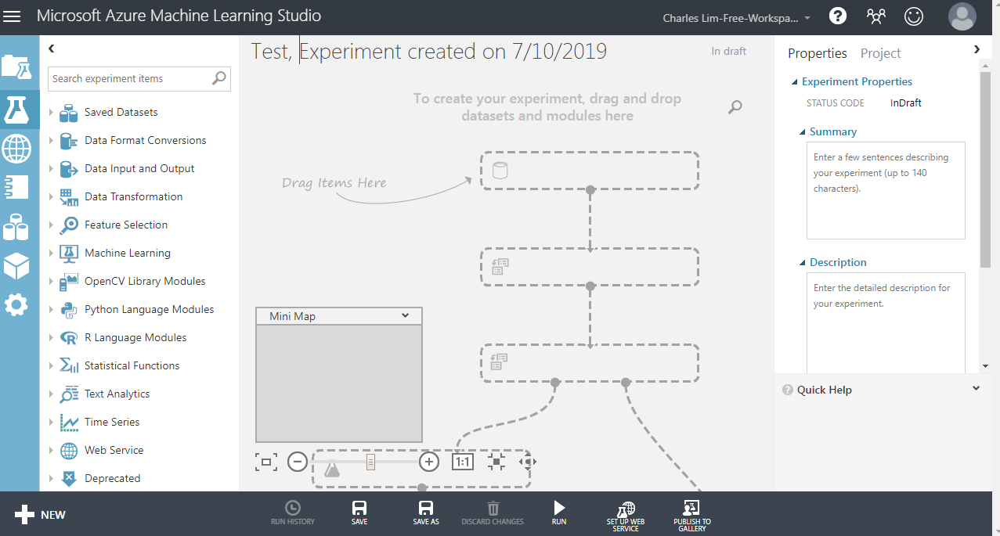 Microsoft Azure Machine Learning Studio
Charles Lim-Free-Workspa...
?
Search experiment items
Saved Datasets
Data Format Conversions
Data Input and Output
Data Transformation
Feature Selection
Machine Learning
OpenCV Library Modules
Python Language Modules
R Language Modules
Statistical Functions
Text Analytics
Time Series
Web Service
Deprecated
Test, Experiment created on 7/10/2019
In draft
To create your experiment, drag and drop
datasets and modules here
Drag Items Here
Mini Map
1:1
Properties
Project
Experiment Properties
STATUS CODE
InDraft
Summary
Enter a few sentences describing
your experiment (up to 140
characters).
Description
Enter the detailed description for
your experiment.
?
Quick Help
NEW
RUN HISTORY
SAVE
SAVE AS
DISCARD CHANGES
RUN
SET UP WEB
SERVICE
PUBLISH TO
GALLERY